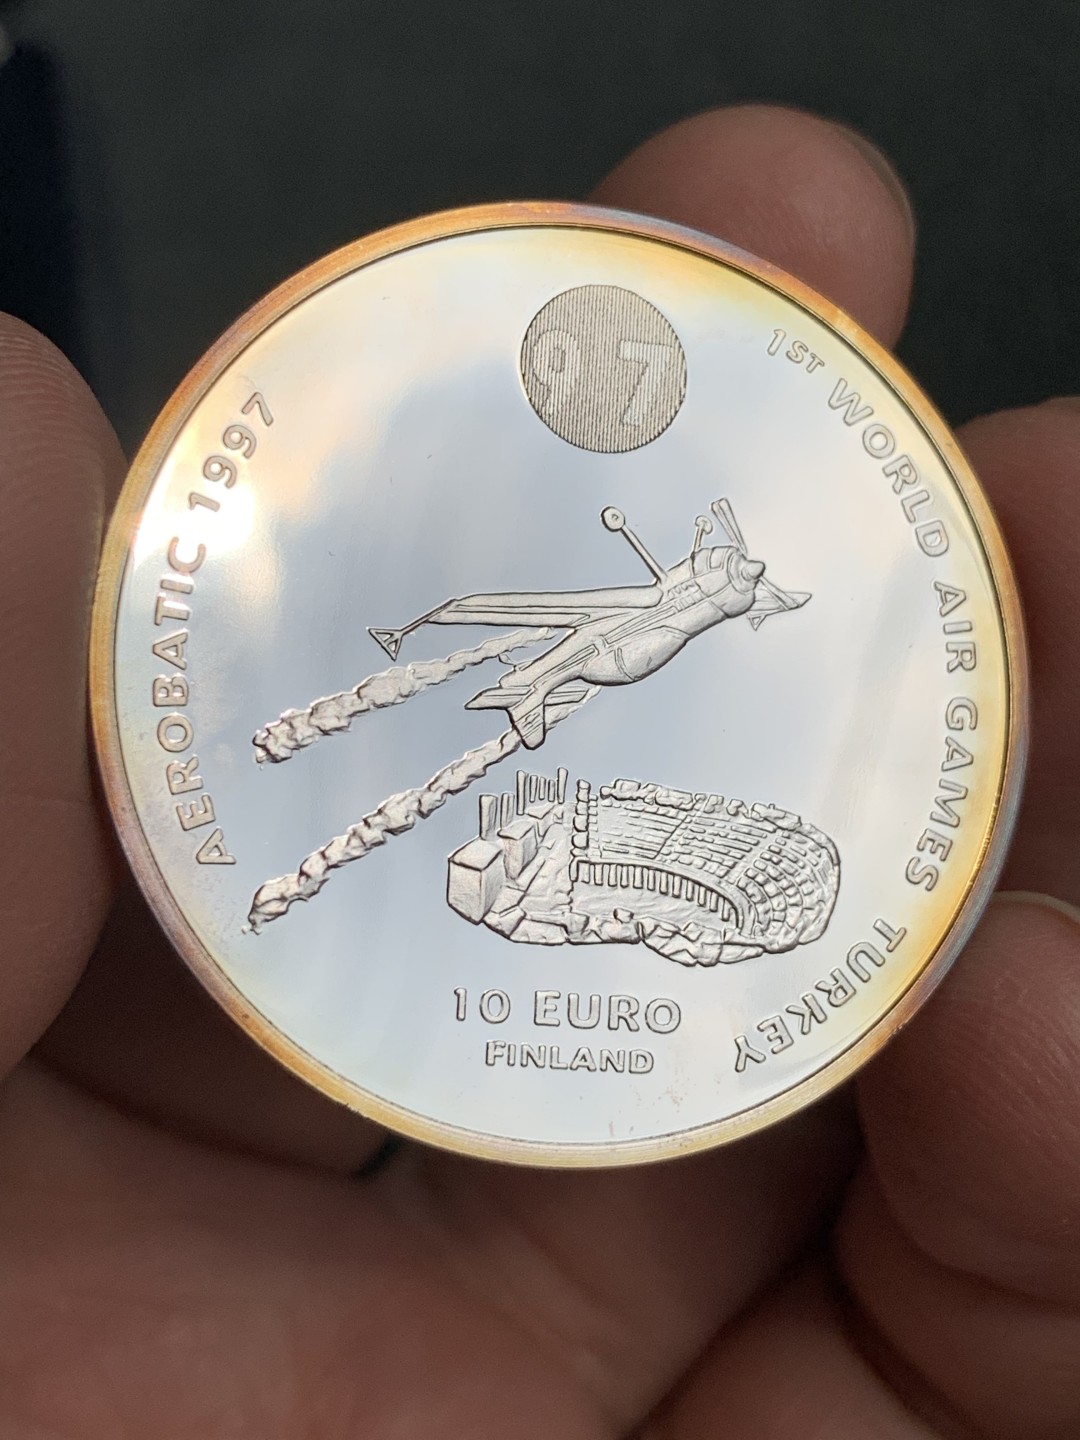 97
AEROBATIC 1997
1ST WORLD AIR GAMES TURKEY
10 EURO
FINLAND